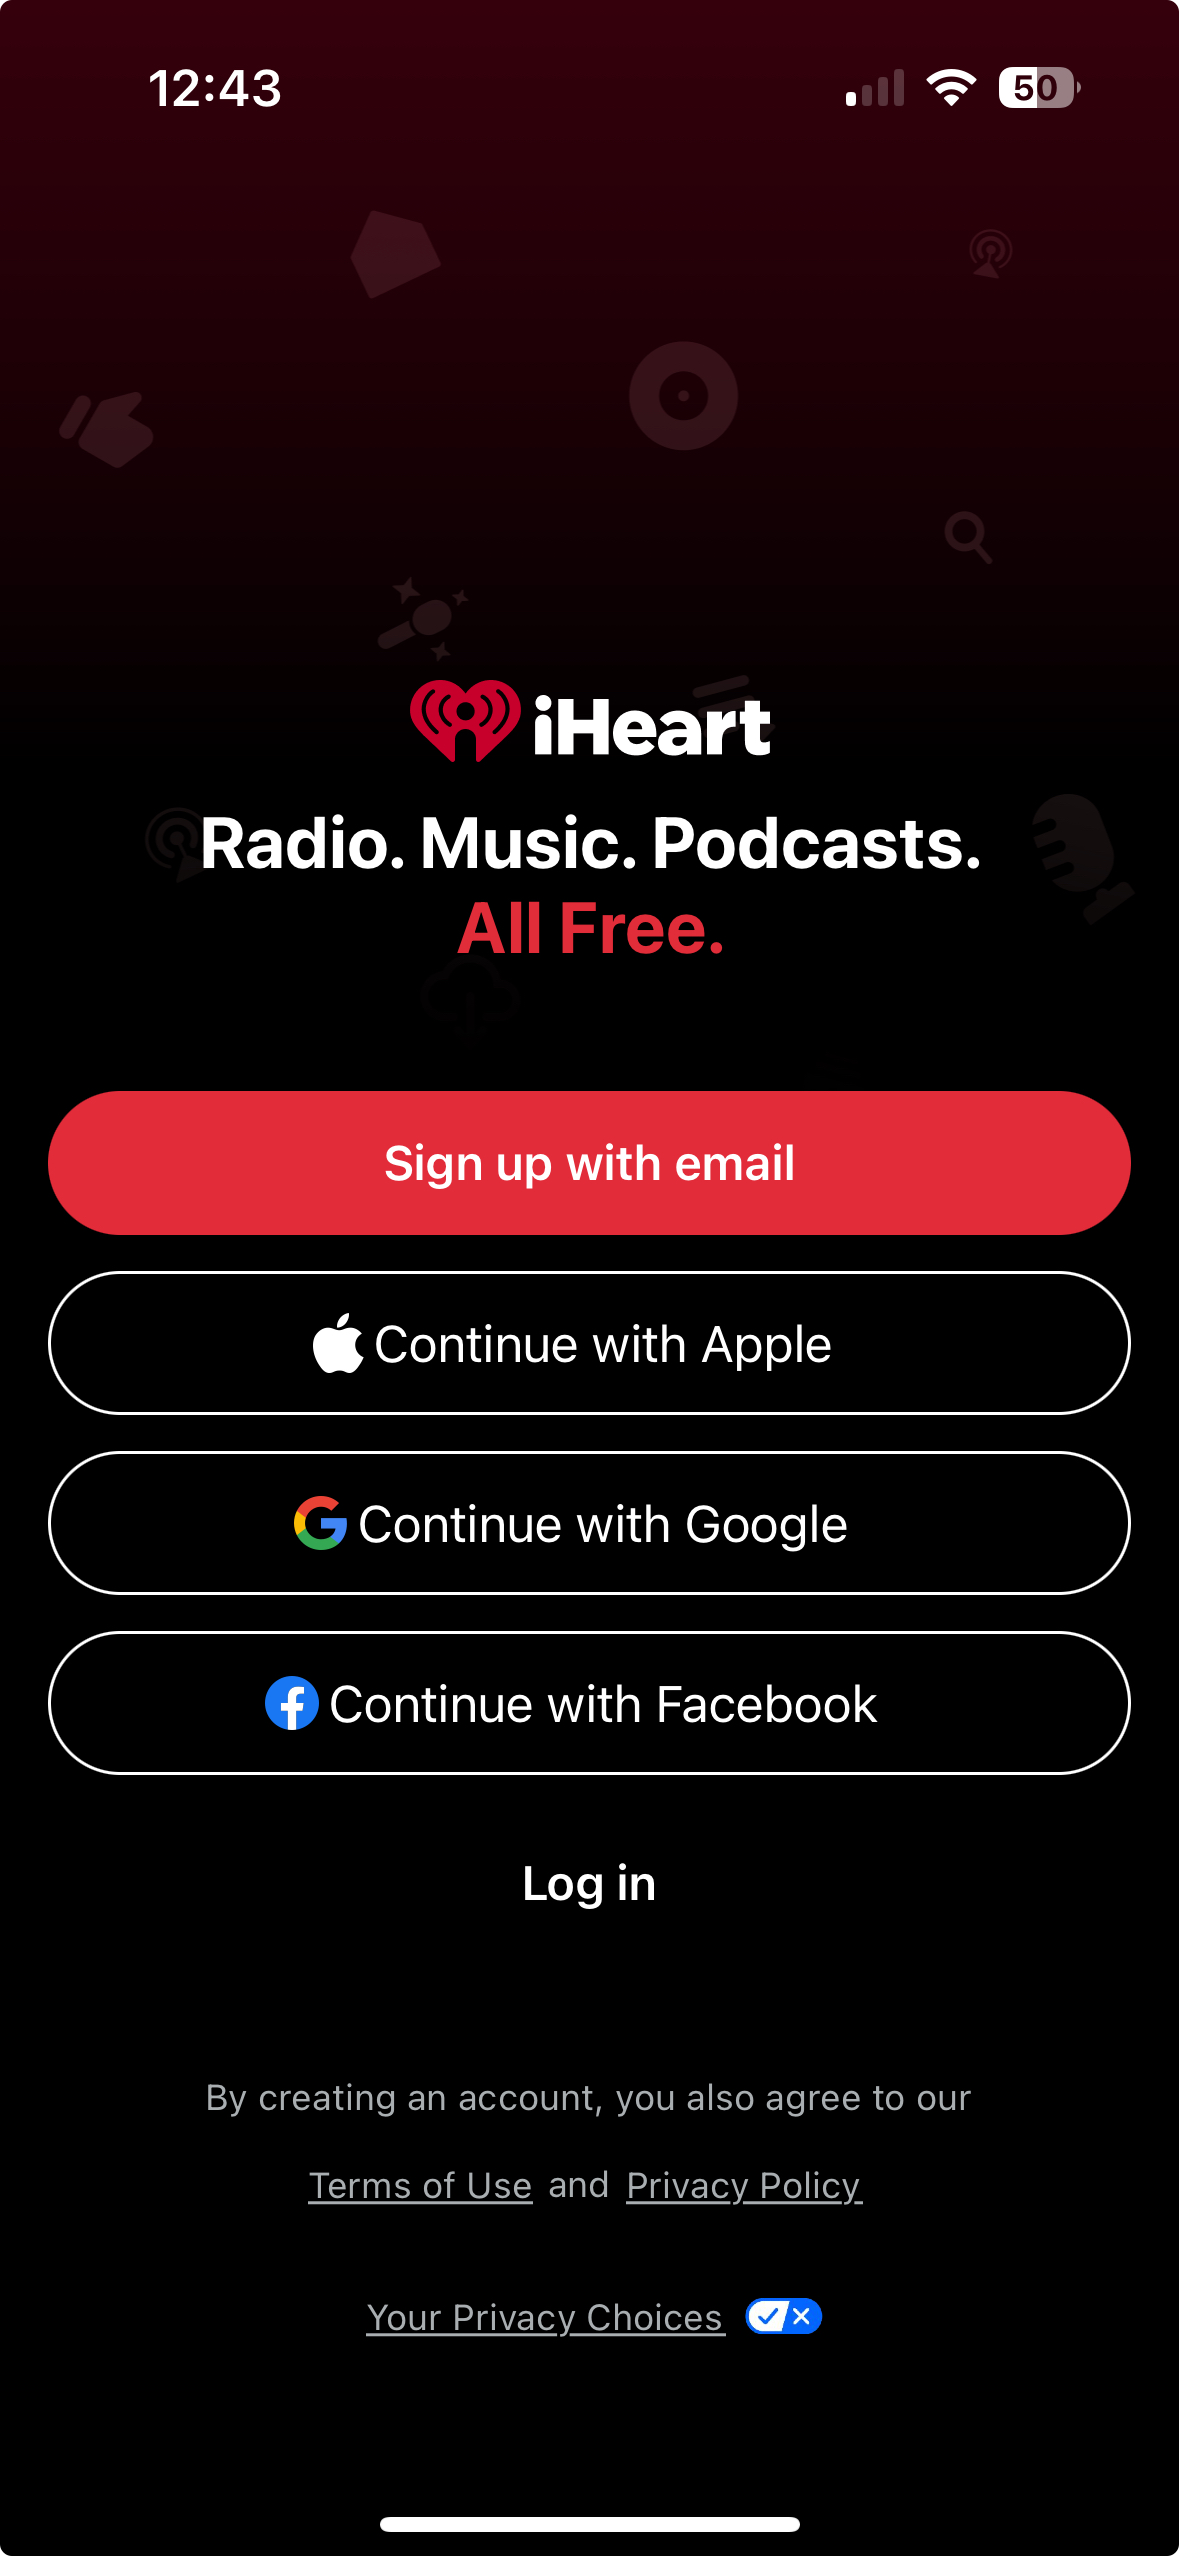 12:43
50
iHeart
Radio. Music. Podcasts.
All Free.
Sign up with email
Continue with Apple
Continue with Google
Continue with Facebook
Log in
By creating an account, you also agree to our
Terms of Use and Privacy Policy
Your Privacy Choices